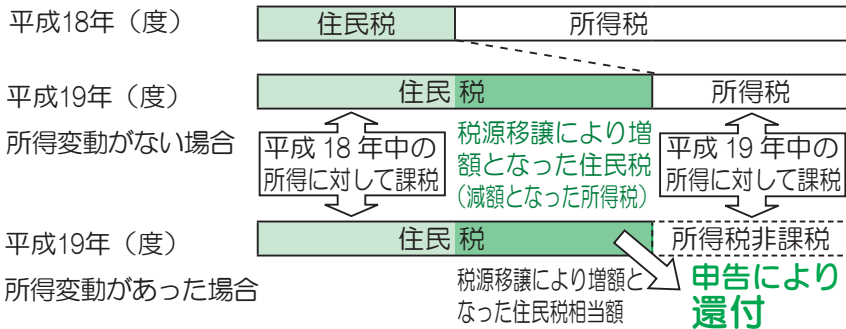 平成18年（度）
住民税
所得税
平成19年（度）
所得変動がない場合
住民税
所得税
平成 18 年中の
所得に対して課税
税源移譲により増
額となった住民税
（減額となった所得税）
平成 19 年中の
所得に対して課税
平成19年（度）
所得変動があった場合
住民税
所得税非課税
税源移譲により増額と
なった住民税相当額
申告により
還付